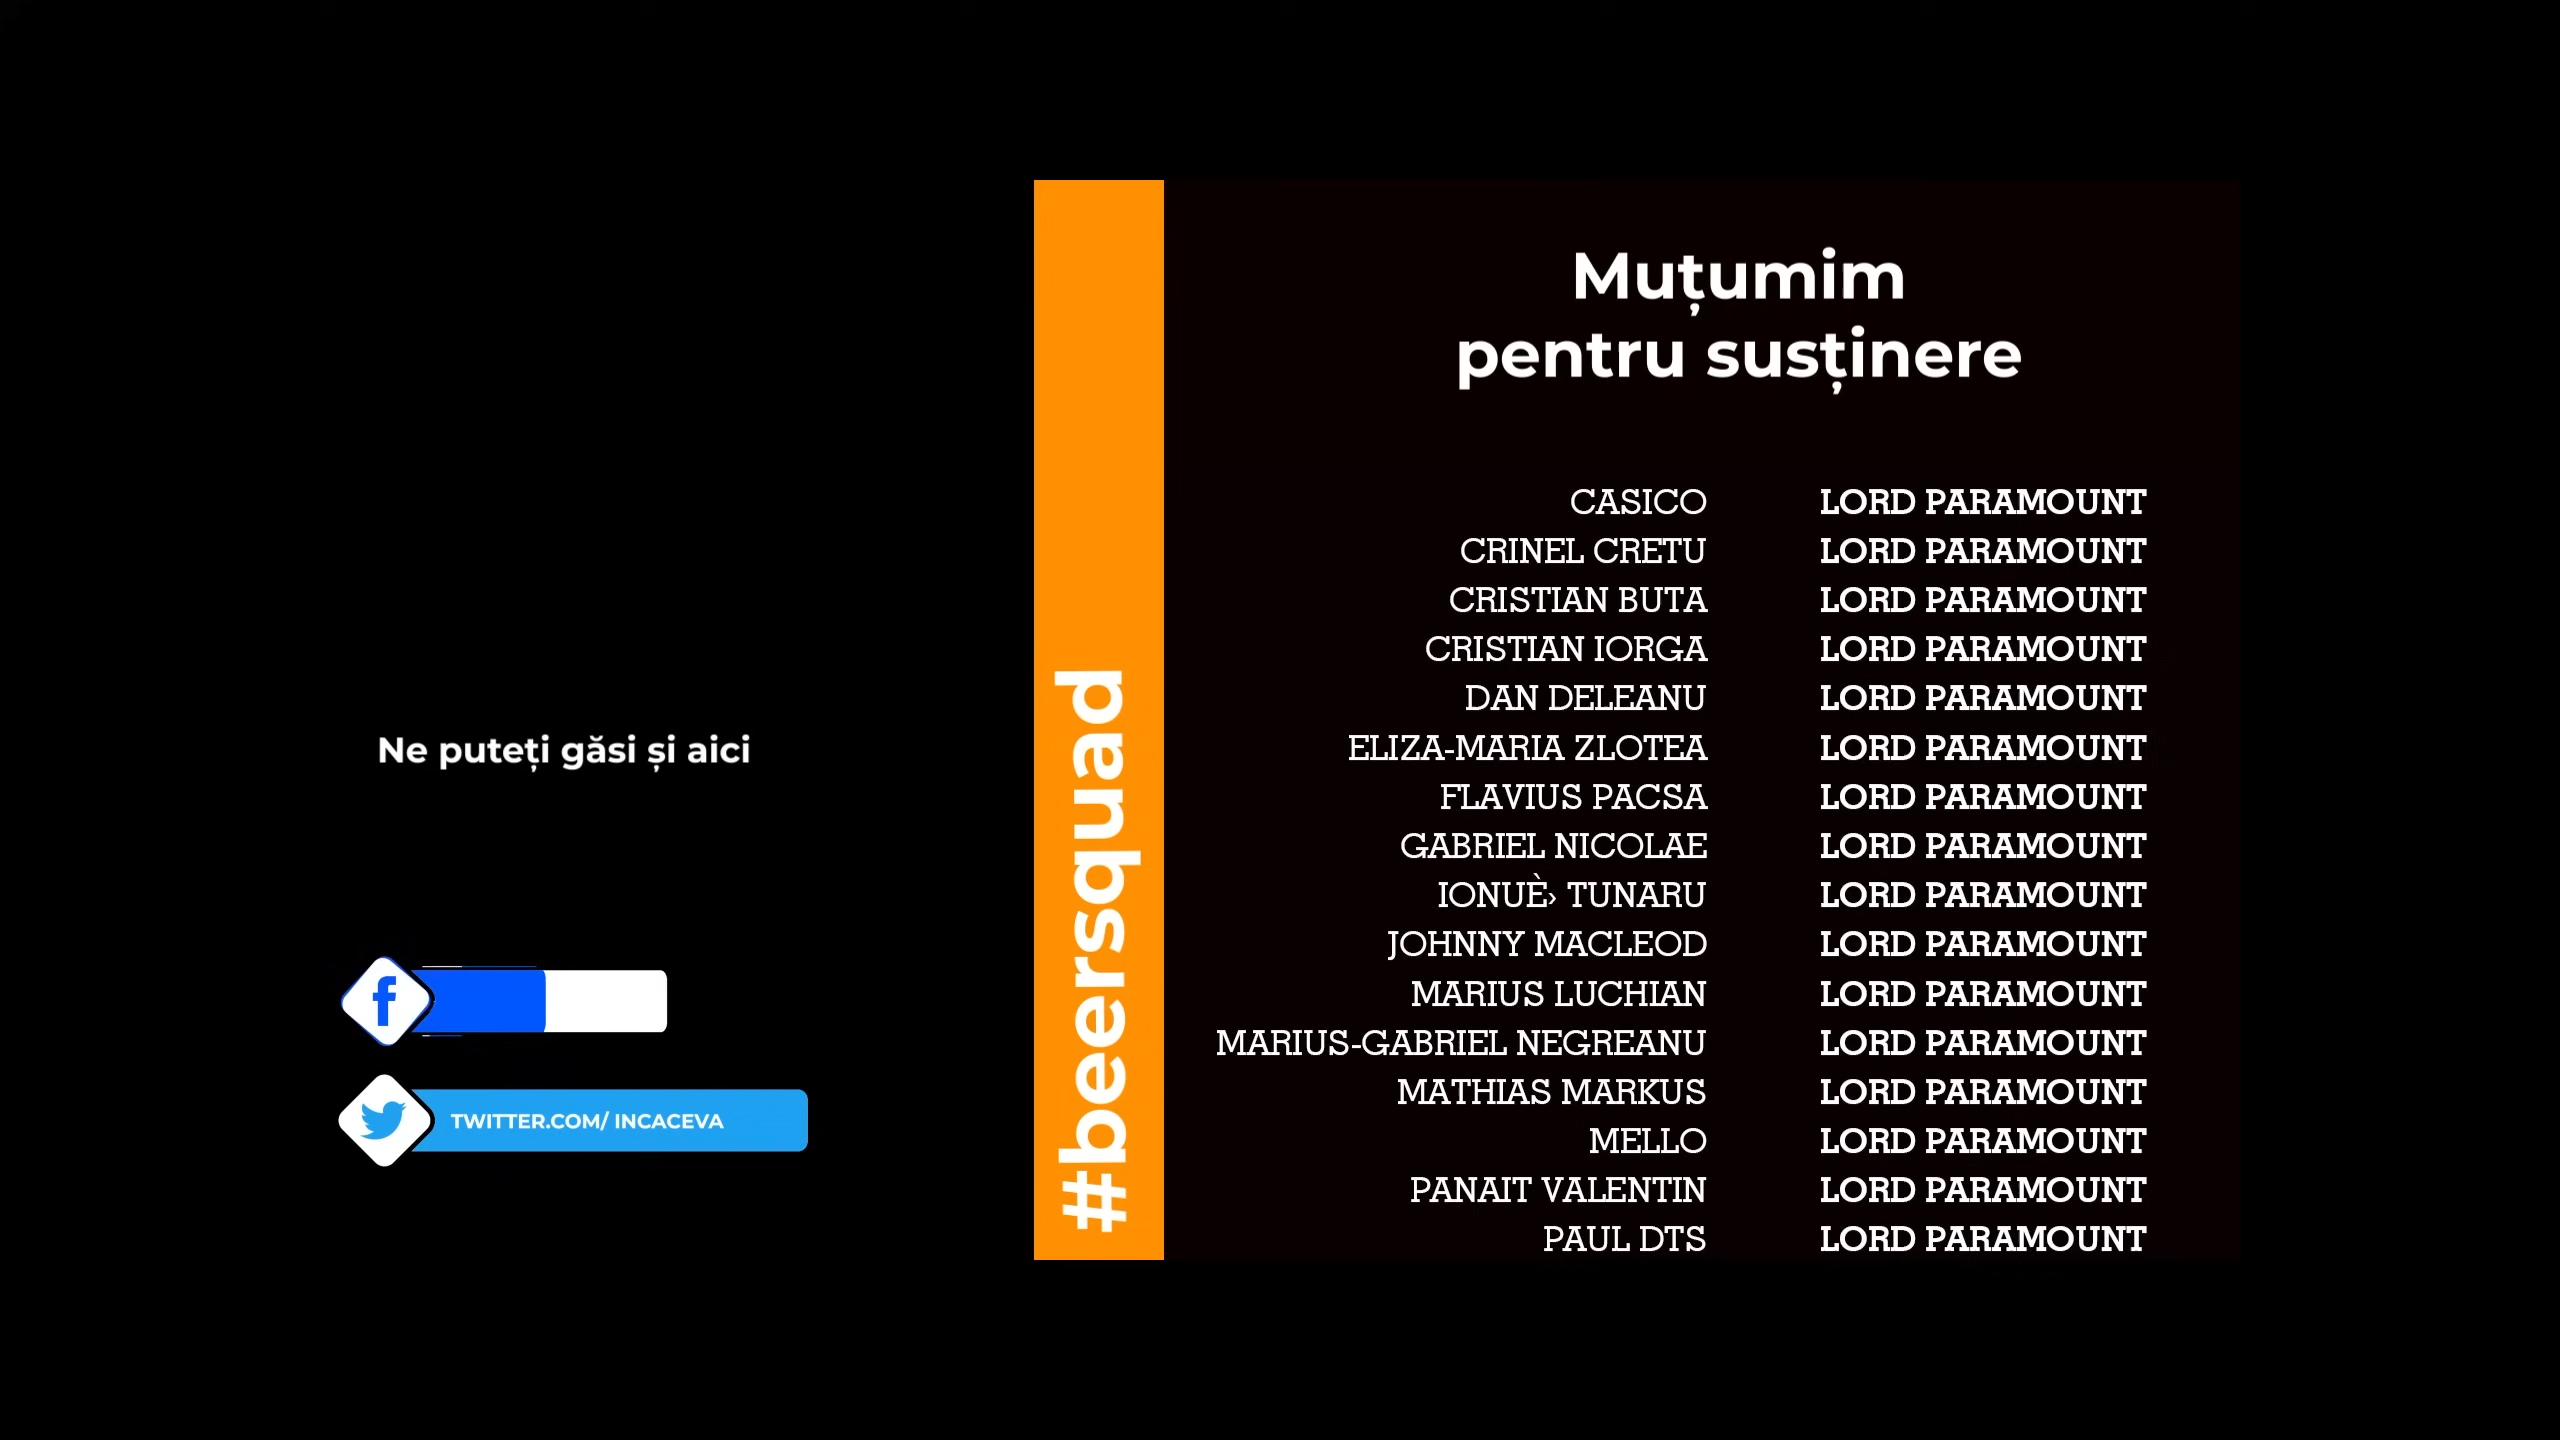 Muțumim
pentru susținere
CASICO LORD PARAMOUNT
CRINEL CRETU LORD PARAMOUNT
CRISTIAN BUTA LORD PARAMOUNT
CRISTIAN IORGA LORD PARAMOUNT
DAN DELEANU LORD PARAMOUNT
ELIZA-MARIA ZLOTEA LORD PARAMOUNT
FLAVIUS PACSA LORD PARAMOUNT
GABRIEL NICOLAE LORD PARAMOUNT
IONUÈ› TUNARU LORD PARAMOUNT
JOHNNY MACLEOD LORD PARAMOUNT
MARIUS LUCHIAN LORD PARAMOUNT
MARIUS-GABRIEL NEGREANU LORD PARAMOUNT
MATHIAS MARKUS LORD PARAMOUNT
MELLO LORD PARAMOUNT
PANAIT VALENTIN LORD PARAMOUNT
PAUL DTS LORD PARAMOUNT
#beersquad
Ne puteți găsi și aici
f
TWITTER.COM/ INCACEVA